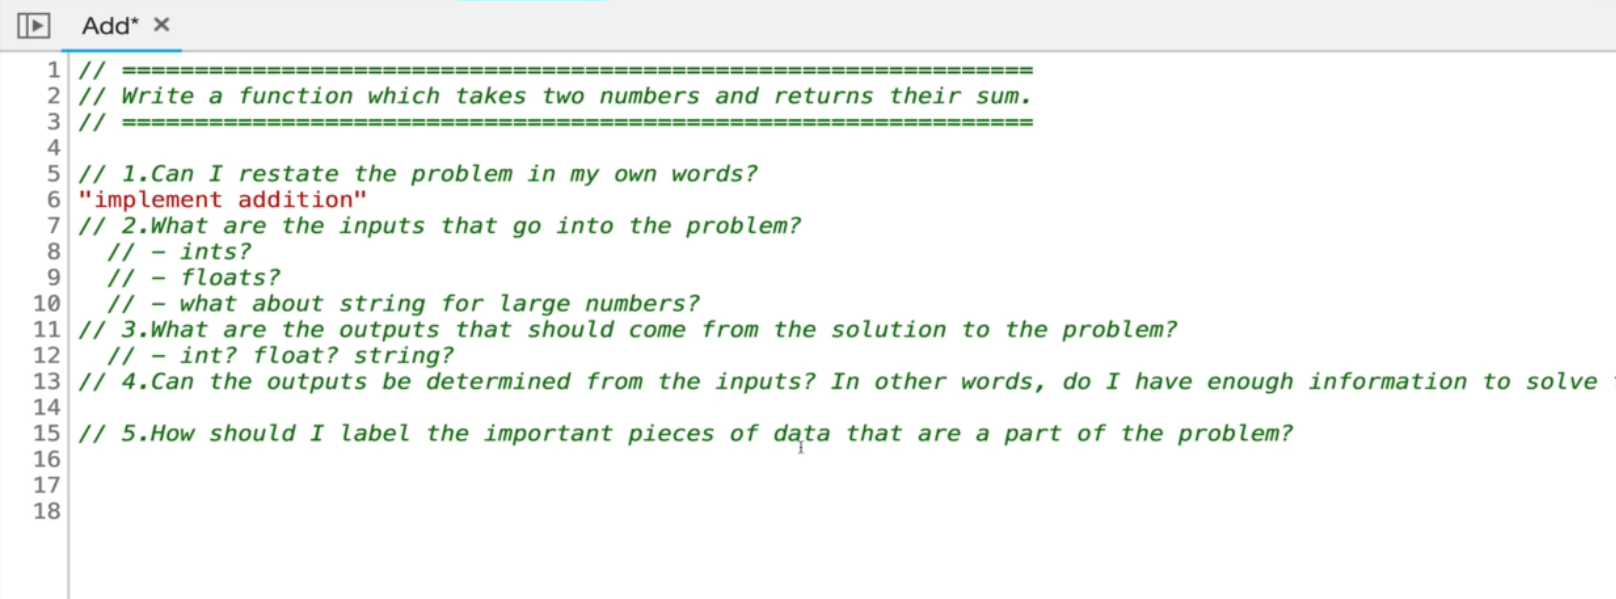 Add* ×
1 // ===============================================================
2 // Write a function which takes two numbers and returns their sum.
3 // ===============================================================
4
5 // 1.Can I restate the problem in my own words?
6 "implement addition"
7 // 2.What are the inputs that go into the problem?
8 // – ints?
9 // – floats?
10 // – what about string for large numbers?
11 // 3.What are the outputs that should come from the solution to the problem?
12 // – int? float? string?
13 // 4.Can the outputs be determined from the inputs? In other words, do I have enough information to solve
14
15 // 5.How should I label the important pieces of data that are a part of the problem?
16
17
18